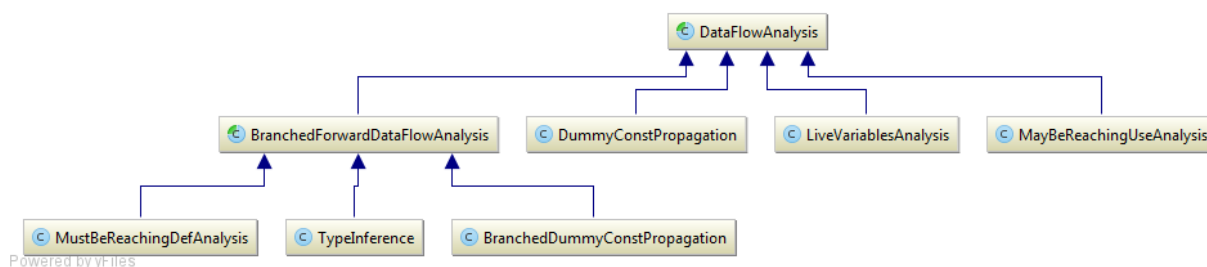 DataFlowAnalysis
BranchedForwardDataFlowAnalysis
DummyConstPropagation
LiveVariablesAnalysis
MayBeReachingUseAnalysis
MustBeReachingDefAnalysis
TypeInference
BranchedDummyConstPropagation
Powered by yFiles